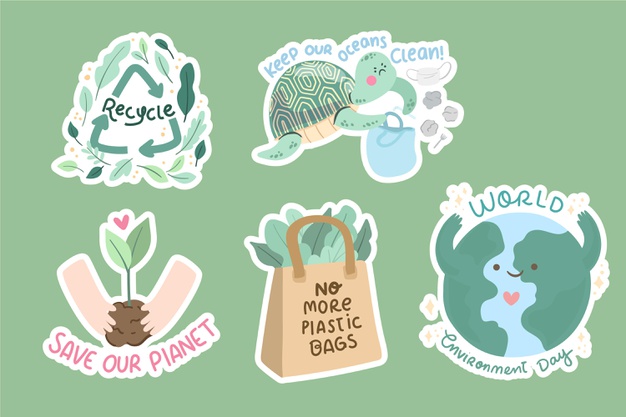 Recycle
Keep our oceans clean!
SAVE OUR PLANET
NO
MORE
PLASTIC
BAGS
WORLD
Environment Day